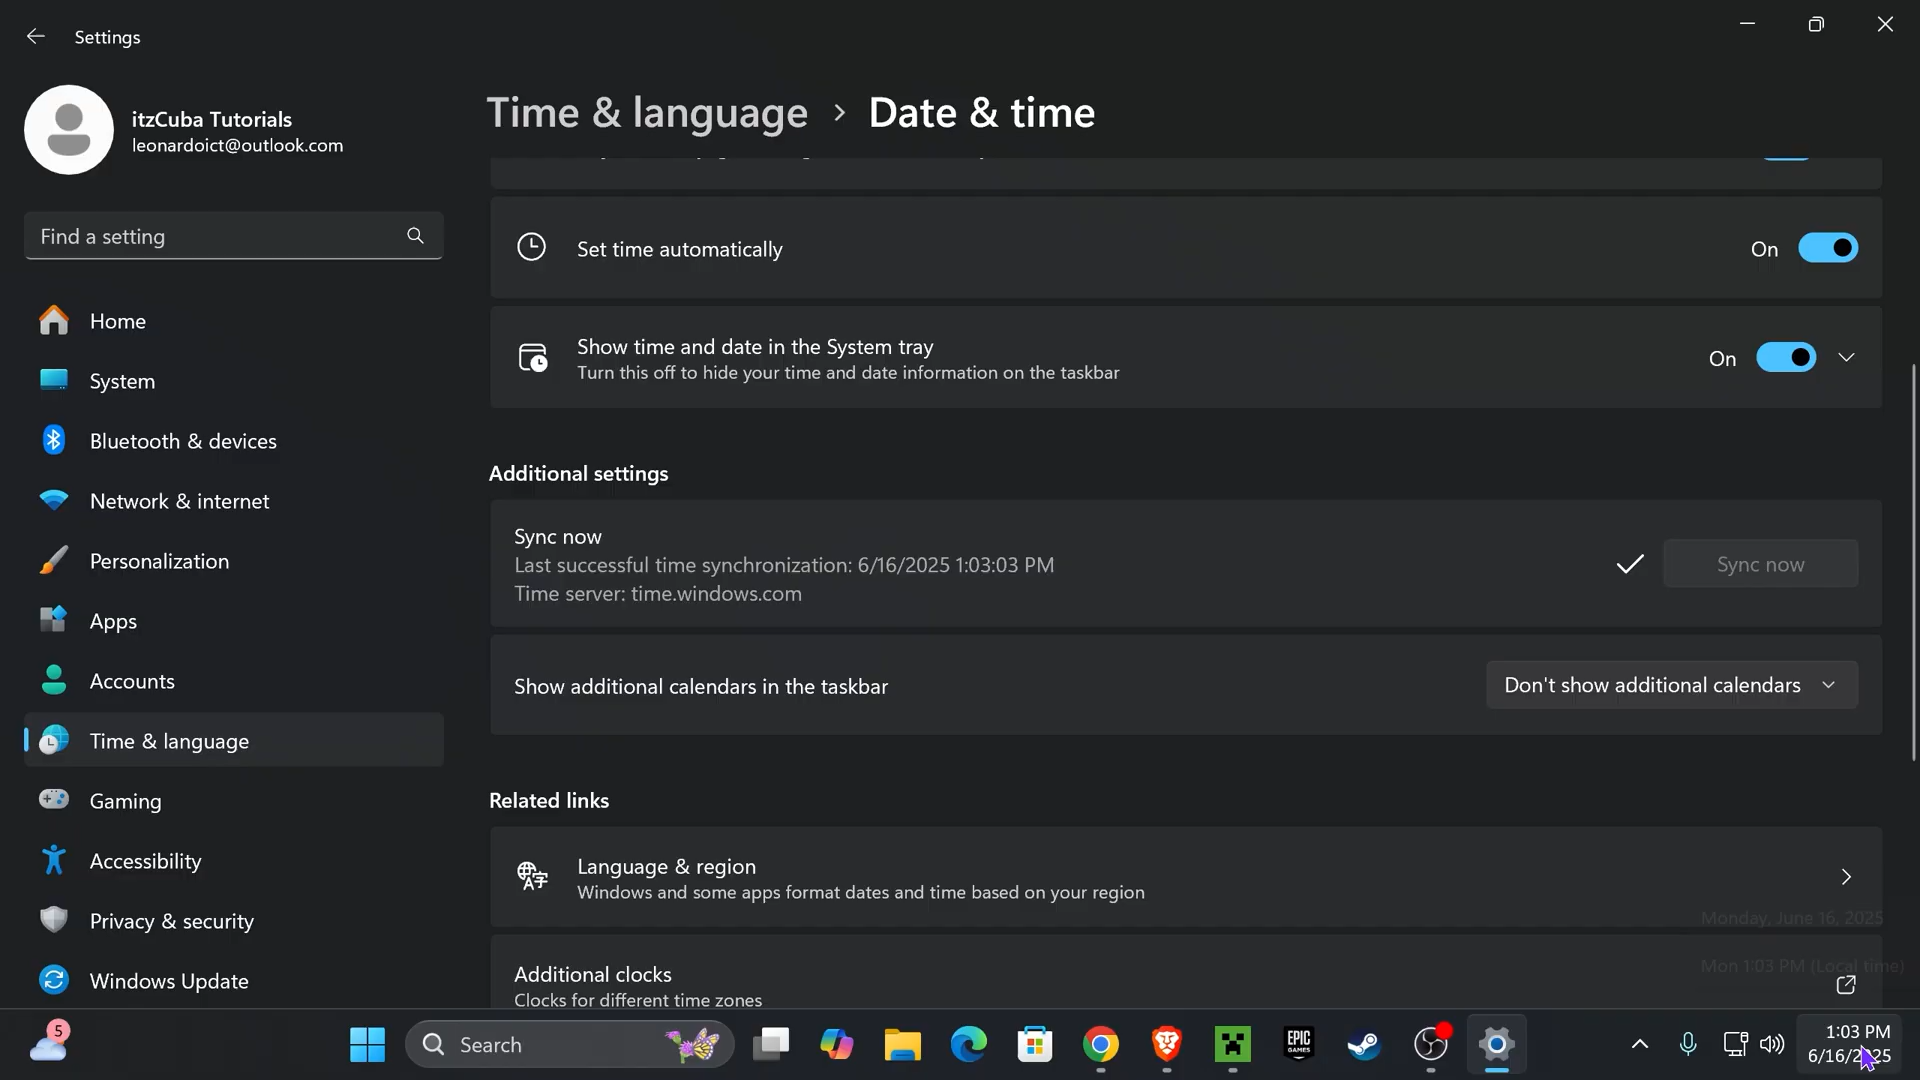 Settings
itzCuba Tutorials
leonardoict@outlook.com
Find a setting
Home
System
Bluetooth & devices
Network & internet
Personalization
Apps
Accounts
Time & language
Gaming
Accessibility
Privacy & security
Windows Update
Time & language > Date & time
Set time automatically
On
Show time and date in the System tray
Turn this off to hide your time and date information on the taskbar
On
Additional settings
Sync now
Last successful time synchronization: 6/16/2025 1:03:03 PM
Time server: time.windows.com
Sync now
Show additional calendars in the taskbar
Don't show additional calendars
Related links
Language & region
Windows and some apps format dates and time based on your region
Monday, June 16, 2025
Mon 1:03 PM (Local time)
Additional clocks
Clocks for different time zones
5
Search
EPIC
GAMES
1:03 PM
6/16/2025